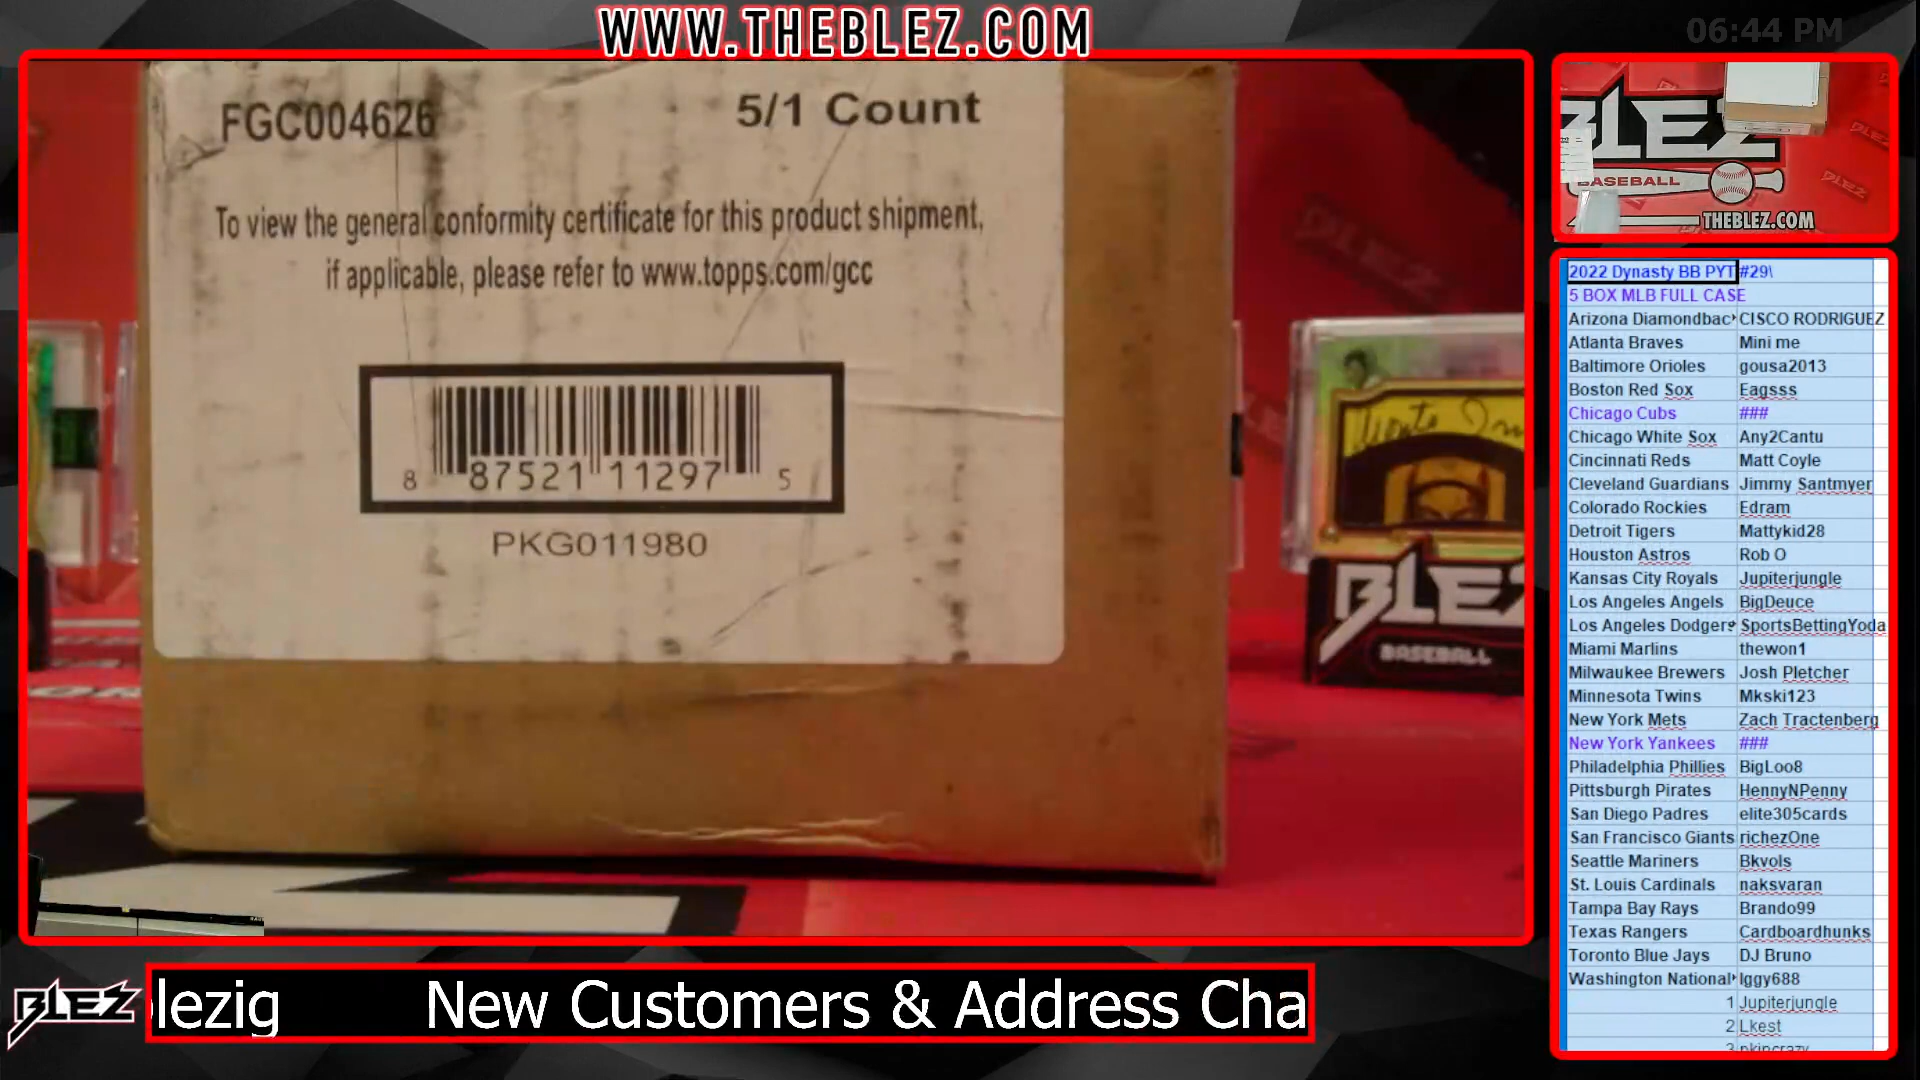 WWW.THEBLEZ.COM
06:44 PM
FGC004626
5/1 Count
To view the general conformity certificate for this product shipment,
if applicable, please refer to www.topps.com/gcc
8 87521 11297 5
PKG011980
BLEZ
BASEBALL
BLEZ
BASEBALL
THEBLEZ.COM
2022 Dynasty BB PYT #29\
5 BOX MLB FULL CASE
Arizona Diamondbac CISCO RODRIGUEZ
Atlanta Braves Mini me
Baltimore Orioles gousa2013
Boston Red Sox Eagsss
Chicago Cubs ###
Chicago White Sox Any2Cantu
Cincinnati Reds Matt Coyle
Cleveland Guardians Jimmy Santmyer
Colorado Rockies Edram
Detroit Tigers Mattykid28
Houston Astros Rob O
Kansas City Royals Jupiterjungle
Los Angeles Angels BigDeuce
Los Angeles Dodgers SportsBettingYoda
Miami Marlins thewon1
Milwaukee Brewers Josh Pletcher
Minnesota Twins Mkski123
New York Mets Zach Tractenberg
New York Yankees ###
Philadelphia Phillies BigLoo8
Pittsburgh Pirates HennyNPenny
San Diego Padres elite305cards
San Francisco Giants richezOne
Seattle Mariners Bkvols
St. Louis Cardinals naksvaran
Tampa Bay Rays Brando99
Texas Rangers Cardboardhunks
Toronto Blue Jays DJ Bruno
Washington National Iggy688
1 Jupiterjungle
2 Lkest
3 pkincrazy
BLEZ
lezig New Customers & Address Cha